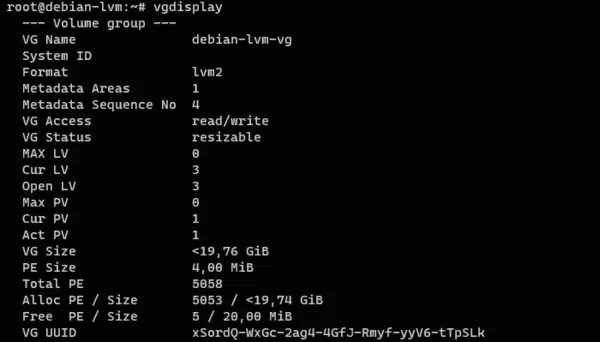 root@debian-lvm:~# vgdisplay
--- Volume group ---
VG Name debian-lvm-vg
System ID
Format lvm2
Metadata Areas 1
Metadata Sequence No 4
VG Access read/write
VG Status resizable
MAX LV 0
Cur LV 3
Open LV 3
Max PV 0
Cur PV 1
Act PV 1
VG Size <19,76 GiB
PE Size 4,00 MiB
Total PE 5058
Alloc PE / Size 5053 / <19,74 GiB
Free PE / Size 5 / 20,00 MiB
VG UUID xSordQ-WxGc-2ag4-4GfJ-Rmyf-yyV6-tTpSLk